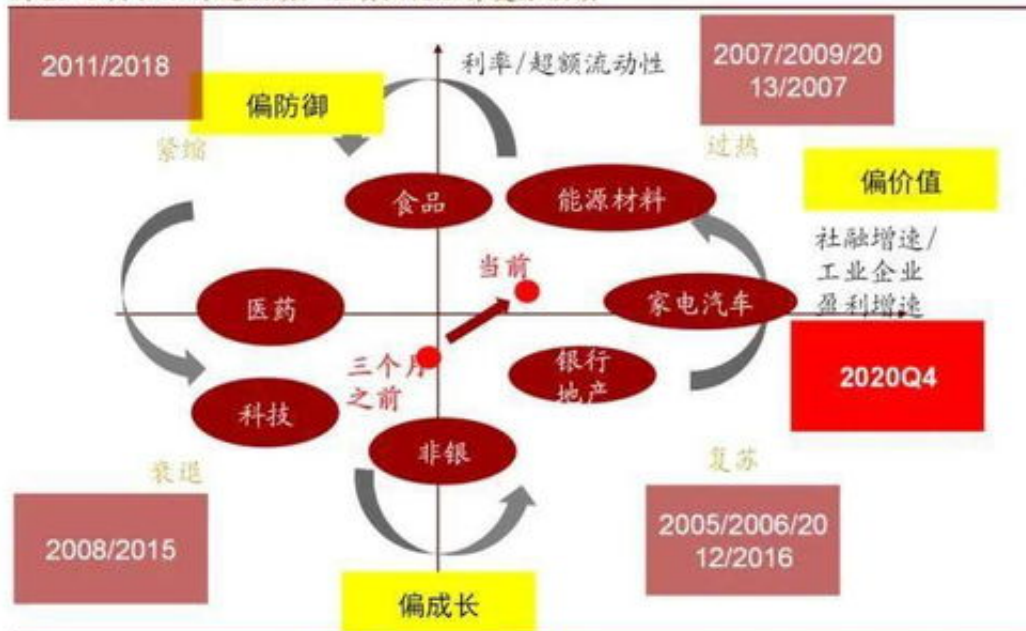 2011/2018
偏防御
利率/超额流动性
2007/2009/20
13/2007
紧缩
过热
偏价值
食品
能源材料
社融增速/
工业企业
盈利增速
当前
医药
家电汽车
三个月
之前
银行
地产
2020Q4
科技
非银
衰退
复苏
2008/2015
2005/2006/20
12/2016
偏成长